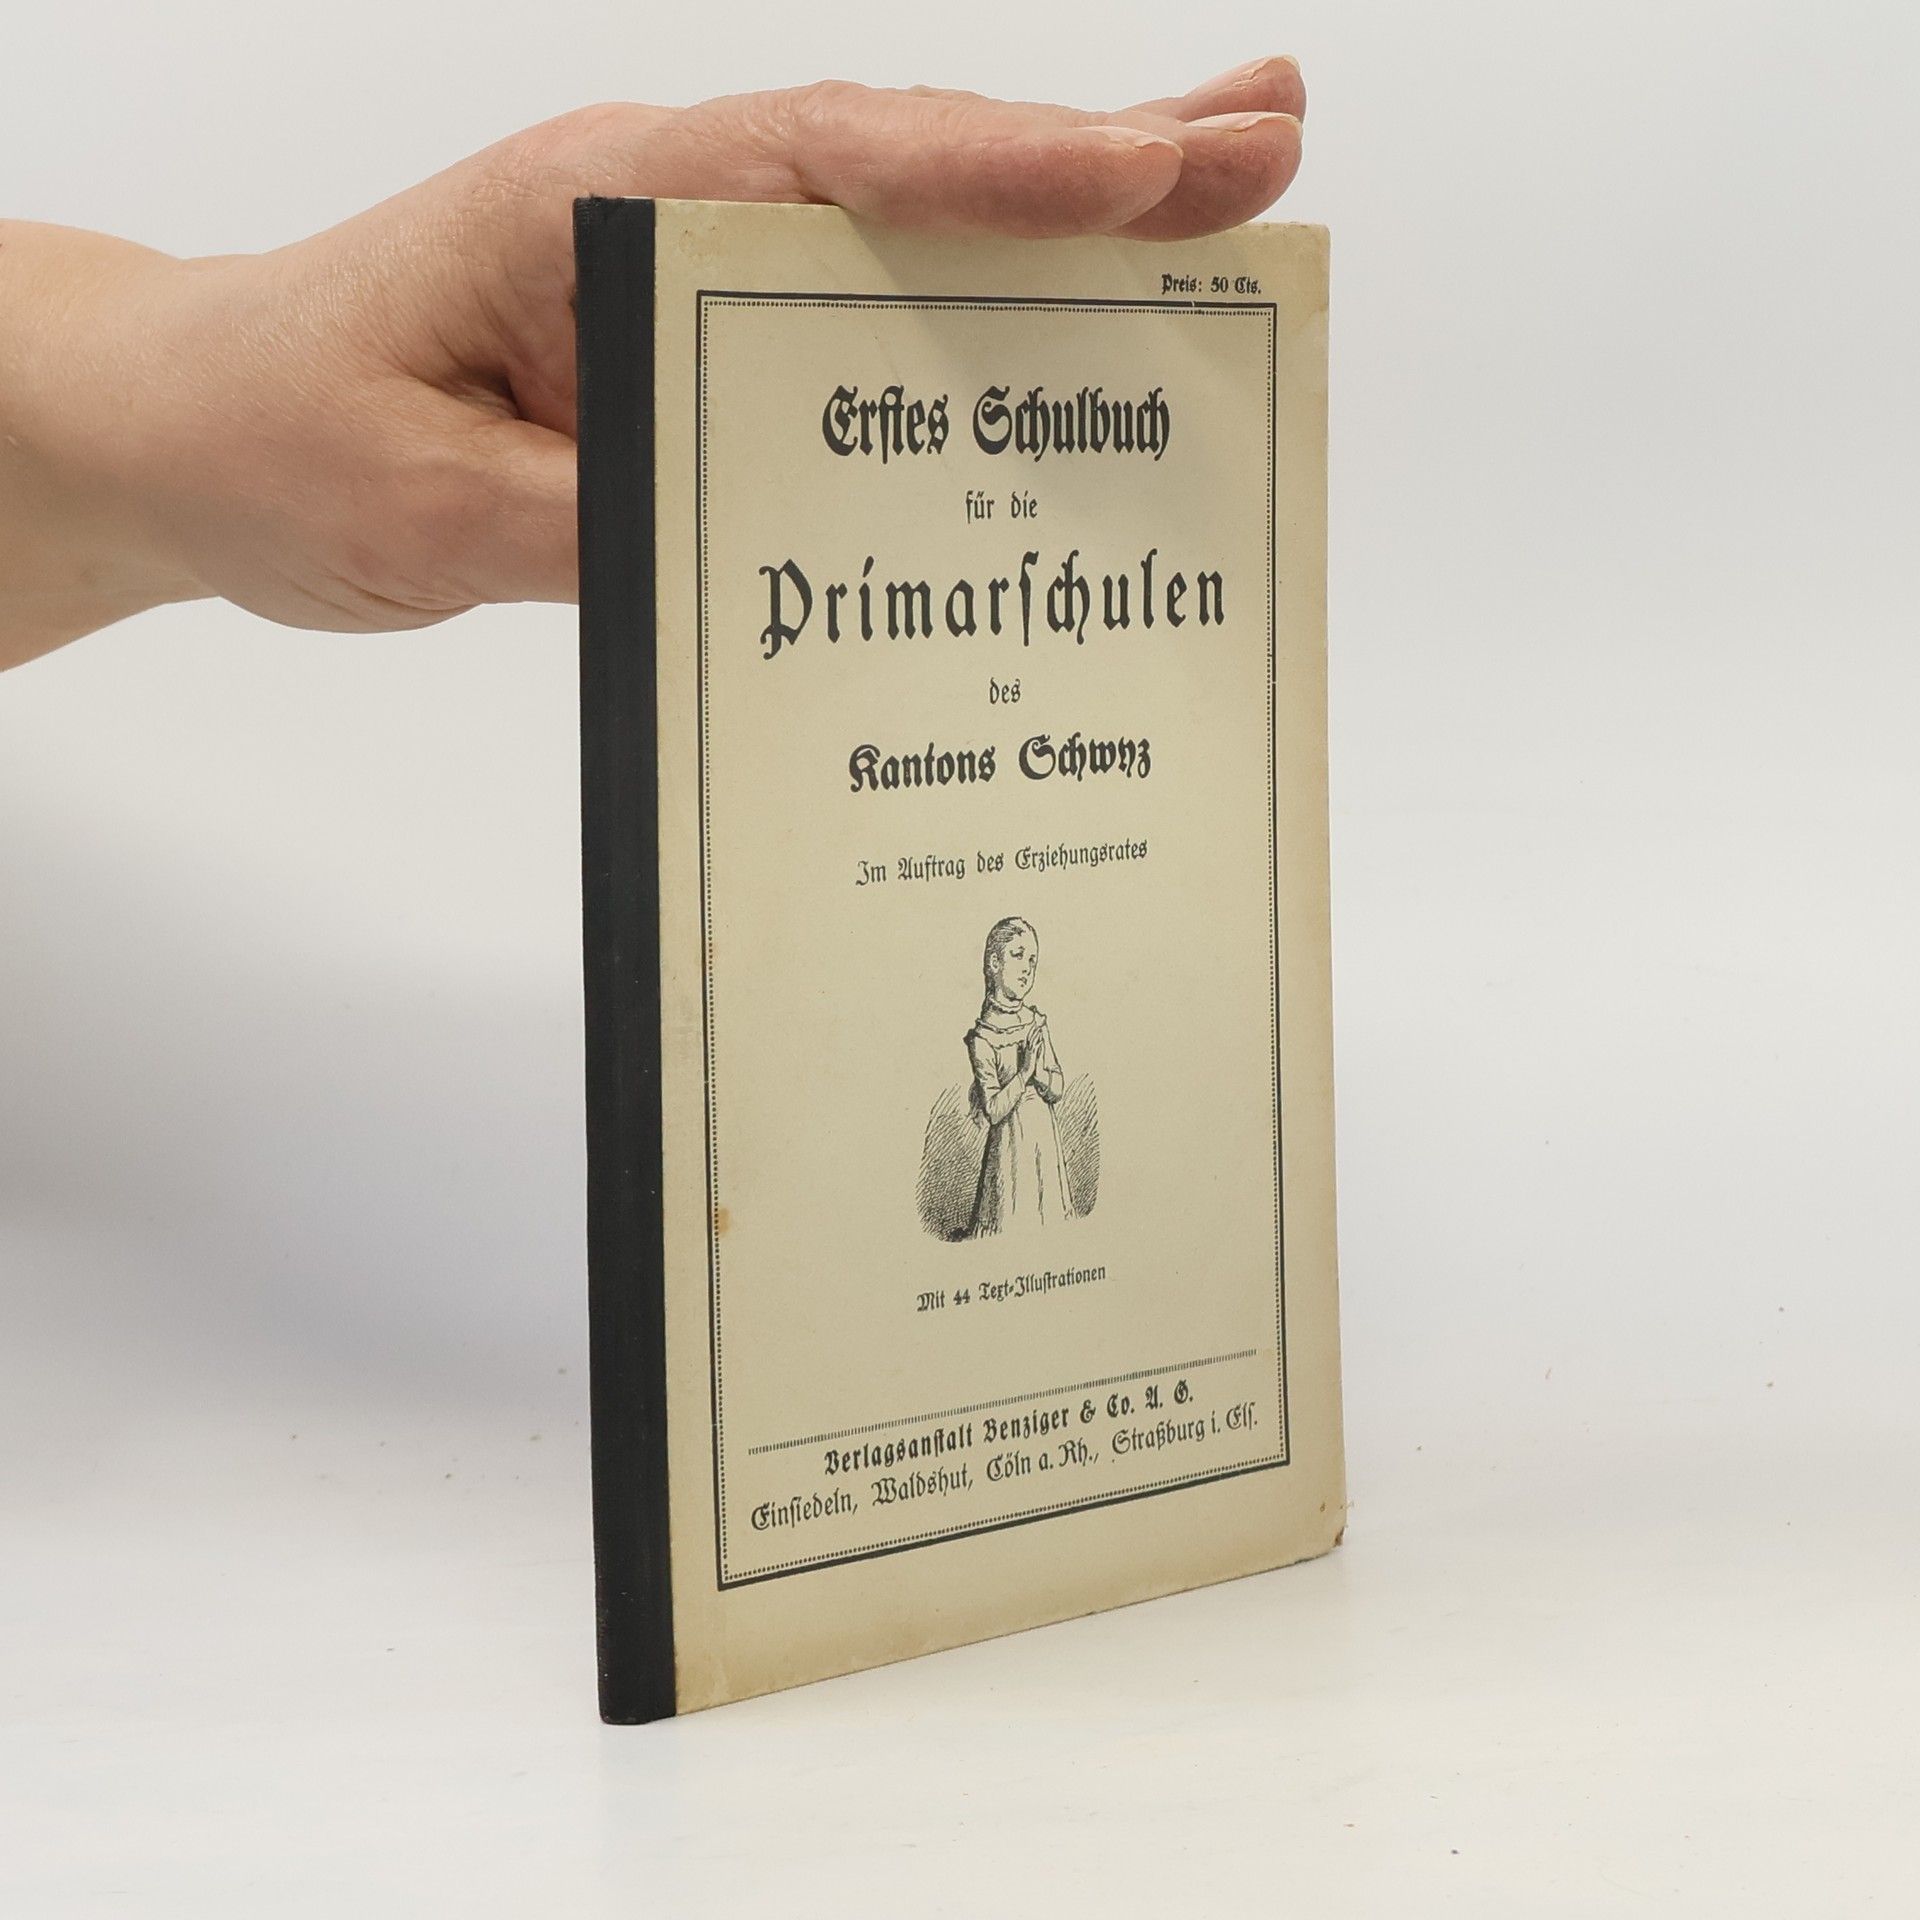 Preis: 50 Cts.
Erstes Schulbuch
für die
Primarschulen
des
Kantons Schwyz
Im Auftrag des Erziehungsrates
Mit 44 Text-Illustrationen
Verlagsanstalt Benziger & Co. A. G.
Einsiedeln, Waldshut, Cöln a. Rh., Straßburg i. Els.